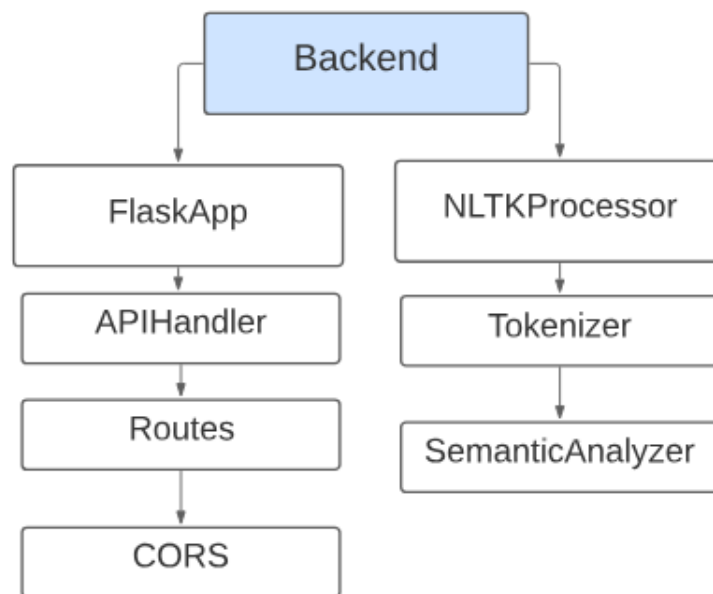 Backend
FlaskApp
NLTKProcessor
APIHandler
Tokenizer
Routes
SemanticAnalyzer
CORS